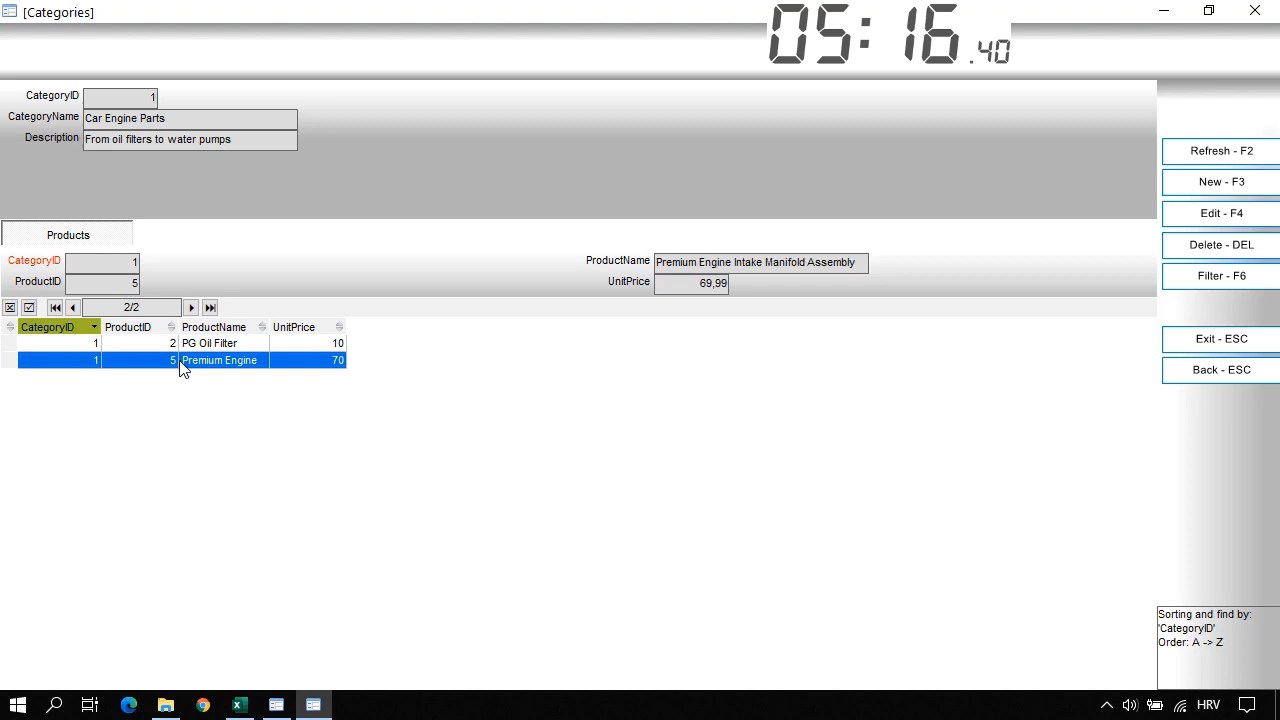 [Categories]
05:16.40
CategoryID 1
CategoryName Car Engine Parts
Description From oil filters to water pumps
Refresh - F2
New - F3
Edit - F4
Delete - DEL
Filter - F6
Exit - ESC
Back - ESC
Products
CategoryID 1 ProductName Premium Engine Intake Manifold Assembly
ProductID 5 UnitPrice 69,99
2/2
CategoryID ProductID ProductName UnitPrice
1 2 PG Oil Filter 10
1 5 Premium Engine 70
Sorting and find by:
'CategoryID'
Order: A -> Z
HRV